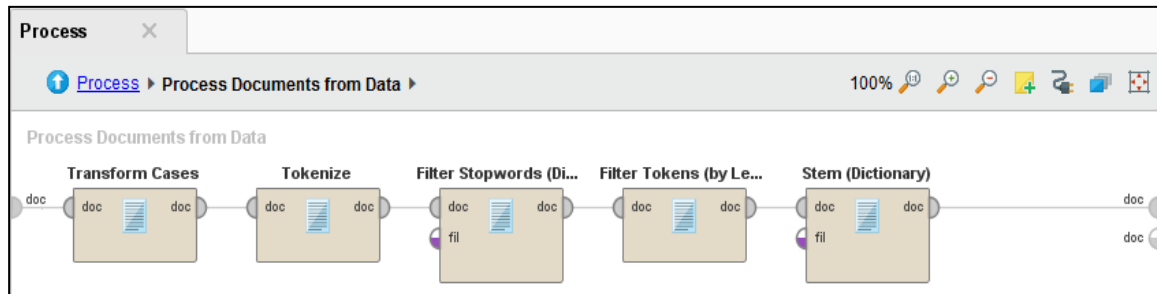 Process
Process ▸ Process Documents from Data ▸ 100%
Process Documents from Data
Transform Cases Tokenize Filter Stopwords (Di... Filter Tokens (by Le... Stem (Dictionary)
doc doc doc doc doc doc doc doc doc doc doc doc
fil fil doc